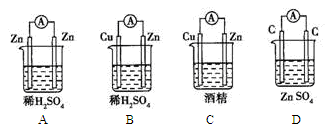 A A A A
Zn Zn Cu Zn Cu Zn C C
稀H₂SO₄ 稀H₂SO₄ 酒精 ZnSO₄
A B C D